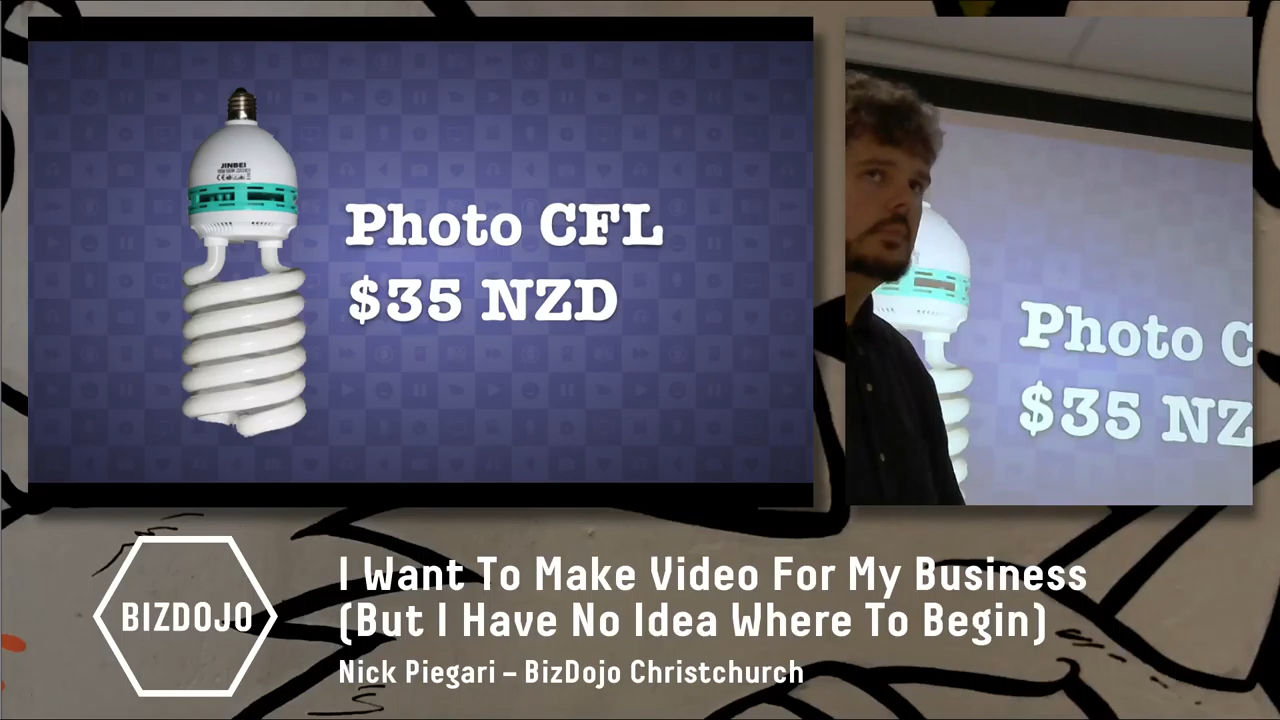 JINBEI
Photo CFL
$35 NZD
Photo C
$35 NZ
BIZDOJO
I Want To Make Video For My Business
(But I Have No Idea Where To Begin)
Nick Piegari – BizDojo Christchurch